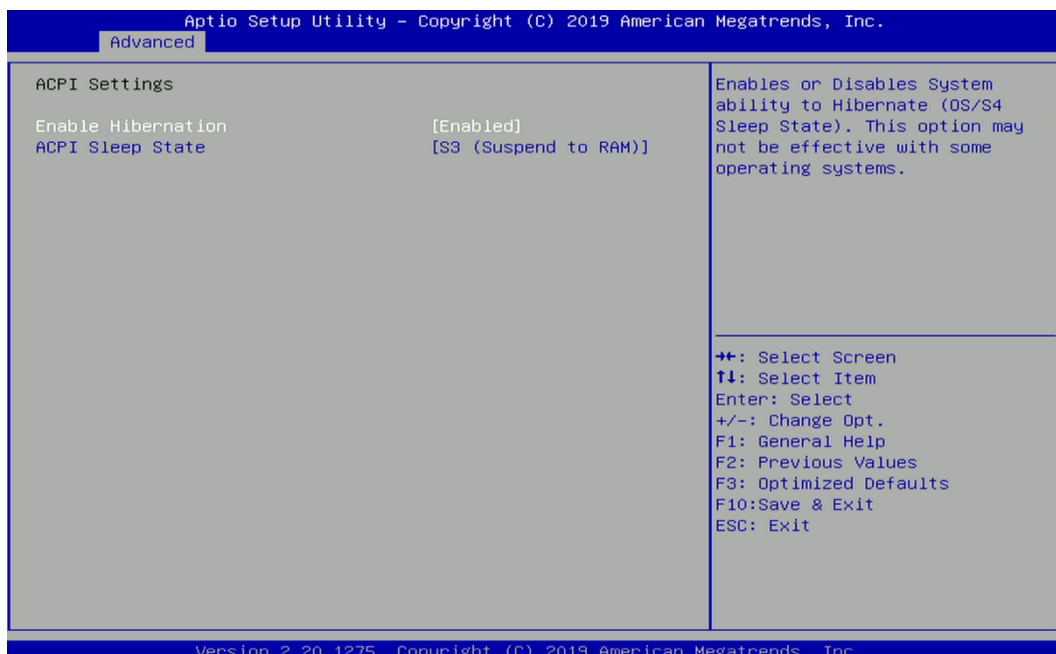 Aptio Setup Utility – Copyright (C) 2019 American Megatrends, Inc.
Advanced
ACPI Settings
Enable Hibernation [Enabled]
ACPI Sleep State [S3 (Suspend to RAM)]
Enables or Disables System
ability to Hibernate (OS/S4
Sleep State). This option may
not be effective with some
operating systems.
→←: Select Screen
↑↓: Select Item
Enter: Select
+/-: Change Opt.
F1: General Help
F2: Previous Values
F3: Optimized Defaults
F10:Save & Exit
ESC: Exit
Version 2.20.1275. Copyright (C) 2019 American Megatrends, Inc.